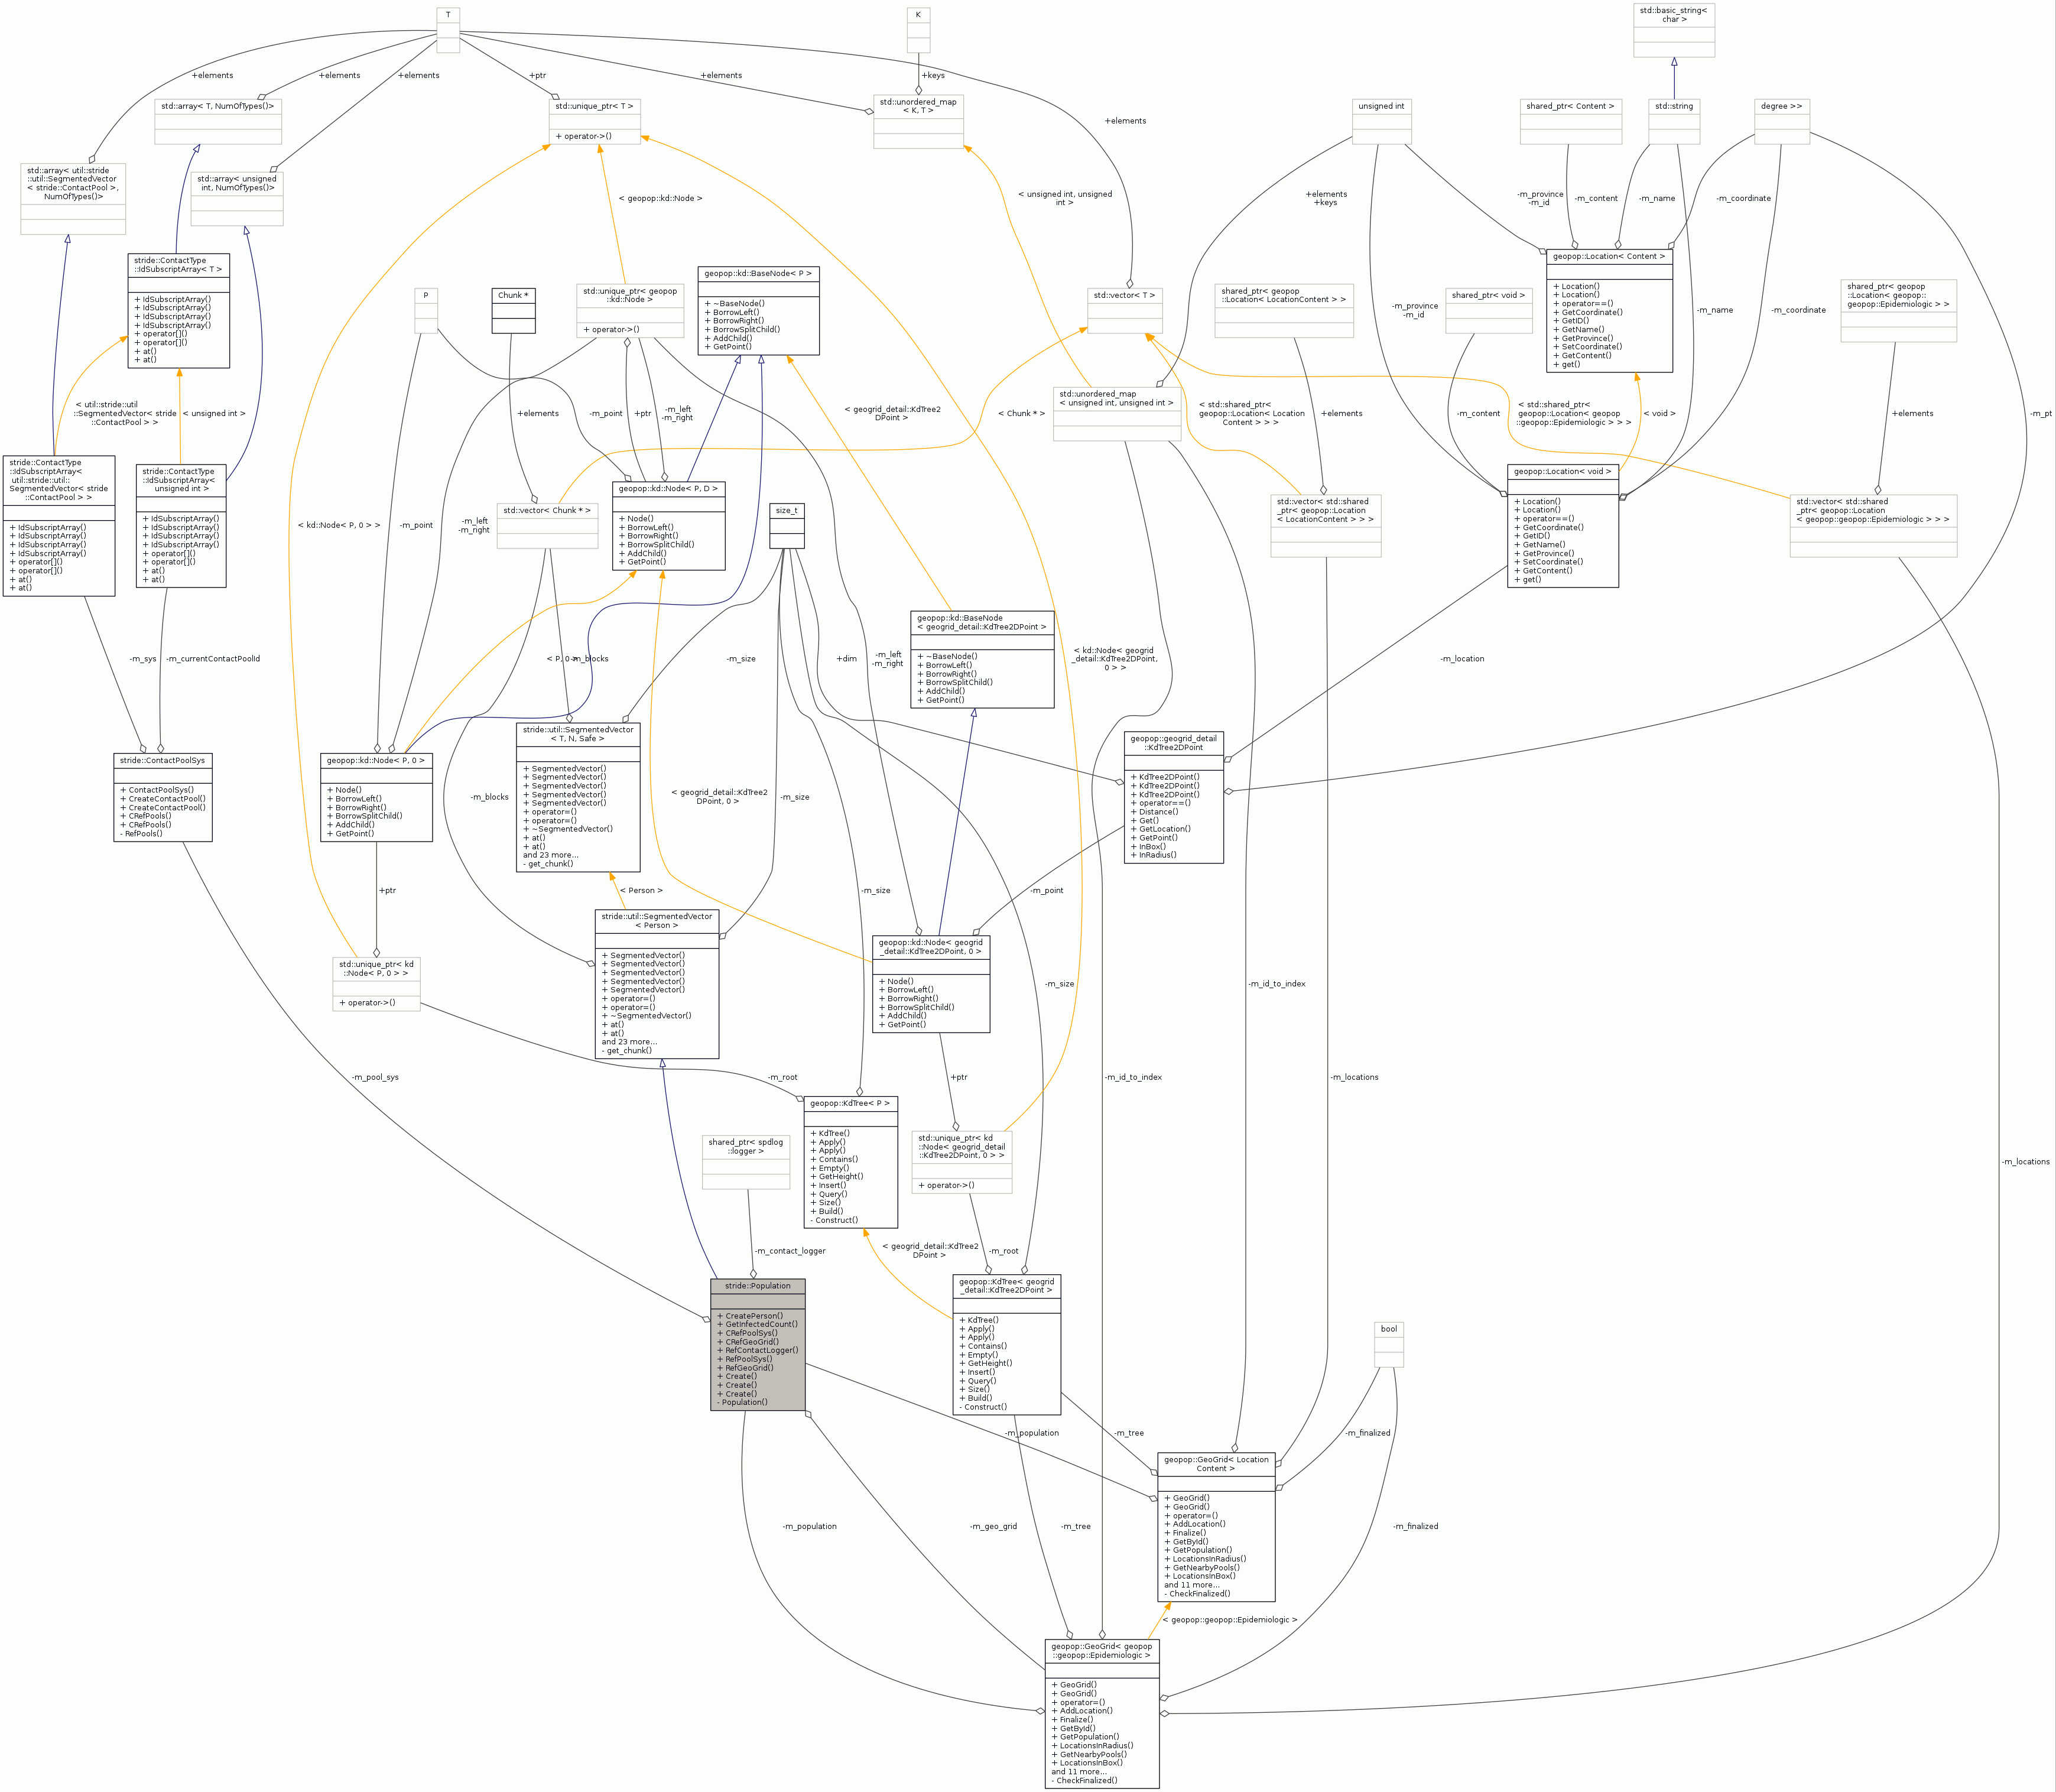 T
K
std::basic_string<
char >
+elements
+elements
+elements
+ptr
+elements
+keys
std::array< T, NumOfTypes()>
std::unique_ptr< T >
+ operator->()
std::unordered_map
< K, T >
unsigned int
shared_ptr< Content >
std::string
degree >>
+elements
std::array< util::stride
::util::SegmentedVector
< stride::ContactPool >,
NumOfTypes()>
std::array< unsigned
int, NumOfTypes()>
< geopop::kd::Node >
< unsigned int, unsigned
int >
+elements
+keys
-m_province
-m_id
-m_content
-m_name
-m_coordinate
stride::ContactType
::IdSubscriptArray< T >
+ IdSubscriptArray()
+ IdSubscriptArray()
+ IdSubscriptArray()
+ IdSubscriptArray()
+ operator[]()
+ operator[]()
+ at()
+ at()
P
Chunk *
std::unique_ptr< geopop
::kd::Node >
+ operator->()
geopop::kd::BaseNode< P >
+ ~BaseNode()
+ BorrowLeft()
+ BorrowRight()
+ BorrowSplitChild()
+ AddChild()
+ GetPoint()
std::vector< T >
shared_ptr< geopop
::Location< LocationContent > >
-m_province
-m_id
shared_ptr< void >
geopop::Location< Content >
+ Location()
+ Location()
+ operator==()
+ GetCoordinate()
+ GetID()
+ GetName()
+ GetProvince()
+ SetCoordinate()
+ GetContent()
+ get()
-m_name
-m_coordinate
shared_ptr< geopop
::Location< geopop::
geopop::Epidemiologic > >
< util::stride::util
::SegmentedVector< stride
::ContactPool > >
< unsigned int >
+elements
-m_point
+ptr
-m_left
-m_right
< geogrid_detail::KdTree2
DPoint >
< Chunk * >
std::unordered_map
< unsigned int, unsigned int >
< std::shared_ptr<
geopop::Location< Location
Content > > >
+elements
-m_content
< std::shared_ptr<
geopop::Location< geopop
::geopop::Epidemiologic > > >
< void >
+elements
-m_pt
stride::ContactType
::IdSubscriptArray<
util::stride::util::
SegmentedVector< stride
::ContactPool > >
+ IdSubscriptArray()
+ IdSubscriptArray()
+ IdSubscriptArray()
+ IdSubscriptArray()
+ operator[]()
+ operator[]()
+ at()
+ at()
stride::ContactType
::IdSubscriptArray<
unsigned int >
+ IdSubscriptArray()
+ IdSubscriptArray()
+ IdSubscriptArray()
+ IdSubscriptArray()
+ operator[]()
+ operator[]()
+ at()
+ at()
< kd::Node< P, 0 > >
-m_point
-m_left
-m_right
std::vector< Chunk * >
geopop::kd::Node< P, D >
+ Node()
+ BorrowLeft()
+ BorrowRight()
+ BorrowSplitChild()
+ AddChild()
+ GetPoint()
size_t
std::vector< std::shared
_ptr< geopop::Location
< LocationContent > > >
geopop::Location< void >
+ Location()
+ Location()
+ operator==()
+ GetCoordinate()
+ GetID()
+ GetName()
+ GetProvince()
+ SetCoordinate()
+ GetContent()
+ get()
std::vector< std::shared
_ptr< geopop::Location
< geopop::geopop::Epidemiologic > > >
-m_sys
-m_currentContactPoolId
< P, 0 >
-m_blocks
-m_size
+dim
-m_left
-m_right
geopop::kd::BaseNode
< geogrid_detail::KdTree2DPoint >
+ ~BaseNode()
+ BorrowLeft()
+ BorrowRight()
+ BorrowSplitChild()
+ AddChild()
+ GetPoint()
< kd::Node< geogrid
_detail::KdTree2DPoint,
0 > >
-m_location
stride::ContactPoolSys
+ ContactPoolSys()
+ CreateContactPool()
+ CreateContactPool()
+ CRefPools()
+ CRefPools()
- RefPools()
geopop::kd::Node< P, 0 >
+ Node()
+ BorrowLeft()
+ BorrowRight()
+ BorrowSplitChild()
+ AddChild()
+ GetPoint()
-m_blocks
stride::util::SegmentedVector
< T, N, Safe >
+ SegmentedVector()
+ SegmentedVector()
+ SegmentedVector()
+ SegmentedVector()
+ operator=()
+ operator=()
+ ~SegmentedVector()
+ at()
+ at()
and 23 more...
- get_chunk()
< geogrid_detail::KdTree2
DPoint, 0 >
-m_size
geopop::geogrid_detail
::KdTree2DPoint
+ KdTree2DPoint()
+ KdTree2DPoint()
+ KdTree2DPoint()
+ operator==()
+ Distance()
+ Get()
+ GetLocation()
+ GetPoint()
+ InBox()
+ InRadius()
+ptr
< Person >
-m_size
-m_point
std::unique_ptr< kd
::Node< P, 0 > >
+ operator->()
stride::util::SegmentedVector
< Person >
+ SegmentedVector()
+ SegmentedVector()
+ SegmentedVector()
+ SegmentedVector()
+ SegmentedVector()
+ operator=()
+ operator=()
+ ~SegmentedVector()
+ at()
+ at()
and 23 more...
- get_chunk()
geopop::kd::Node< geogrid
_detail::KdTree2DPoint, 0 >
+ Node()
+ BorrowLeft()
+ BorrowRight()
+ BorrowSplitChild()
+ AddChild()
+ GetPoint()
-m_size
-m_id_to_index
-m_pool_sys
-m_root
+ptr
-m_id_to_index
-m_locations
shared_ptr< spdlog
::logger >
geopop::KdTree< P >
+ KdTree()
+ Apply()
+ Apply()
+ Contains()
+ Empty()
+ GetHeight()
+ Insert()
+ Query()
+ Size()
+ Build()
- Construct()
std::unique_ptr< kd
::Node< geogrid_detail
::KdTree2DPoint, 0 > >
+ operator->()
-m_locations
-m_contact_logger
< geogrid_detail::KdTree2
DPoint >
-m_root
stride::Population
+ CreatePerson()
+ GetInfectedCount()
+ CRefPoolSys()
+ CRefGeoGrid()
+ RefContactLogger()
+ RefPoolSys()
+ RefGeoGrid()
+ Create()
+ Create()
+ Create()
- Population()
geopop::KdTree< geogrid
_detail::KdTree2DPoint >
+ KdTree()
+ Apply()
+ Apply()
+ Contains()
+ Empty()
+ GetHeight()
+ Insert()
+ Query()
+ Size()
+ Build()
- Construct()
bool
-m_population
-m_tree
-m_finalized
geopop::GeoGrid< Location
Content >
+ GeoGrid()
+ GeoGrid()
+ operator=()
+ AddLocation()
+ Finalize()
+ GetById()
+ GetPopulation()
+ LocationsInRadius()
+ GetNearbyPools()
+ LocationsInBox()
and 11 more...
- CheckFinalized()
-m_population
-m_geo_grid
-m_tree
-m_finalized
< geopop::geopop::Epidemiologic >
geopop::GeoGrid< geopop
::geopop::Epidemiologic >
+ GeoGrid()
+ GeoGrid()
+ operator=()
+ AddLocation()
+ Finalize()
+ GetById()
+ GetPopulation()
+ LocationsInRadius()
+ GetNearbyPools()
+ LocationsInBox()
and 11 more...
- CheckFinalized()